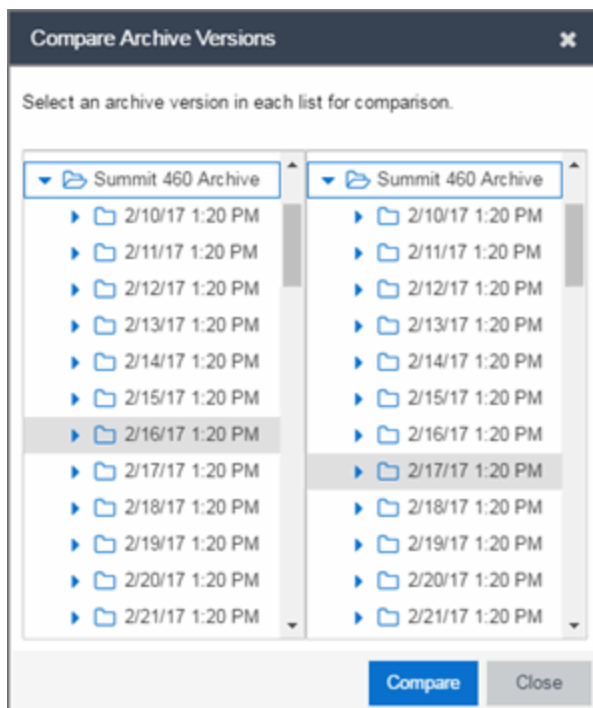 Compare Archive Versions
Select an archive version in each list for comparison.
Summit 460 Archive
2/10/17 1:20 PM
2/11/17 1:20 PM
2/12/17 1:20 PM
2/13/17 1:20 PM
2/14/17 1:20 PM
2/15/17 1:20 PM
2/16/17 1:20 PM
2/17/17 1:20 PM
2/18/17 1:20 PM
2/19/17 1:20 PM
2/20/17 1:20 PM
2/21/17 1:20 PM
Summit 460 Archive
2/10/17 1:20 PM
2/11/17 1:20 PM
2/12/17 1:20 PM
2/13/17 1:20 PM
2/14/17 1:20 PM
2/15/17 1:20 PM
2/16/17 1:20 PM
2/17/17 1:20 PM
2/18/17 1:20 PM
2/19/17 1:20 PM
2/20/17 1:20 PM
2/21/17 1:20 PM
Compare
Close